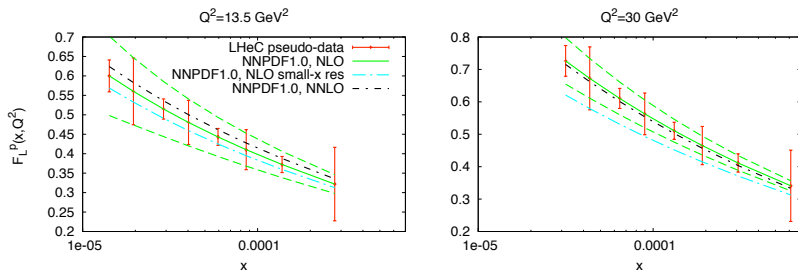 Q²=13.5 GeV²
F_L^p(x,Q²)
0.7
0.65
0.6
0.55
0.5
0.45
0.4
0.35
0.3
0.25
0.2
LHeC pseudo-data
NNPDF1.0, NLO
NNPDF1.0, NLO small-x res
NNPDF1.0, NNLO
1e-05
0.0001
x
Q²=30 GeV²
0.8
0.7
0.6
0.5
0.4
0.3
0.2
1e-05
0.0001
x